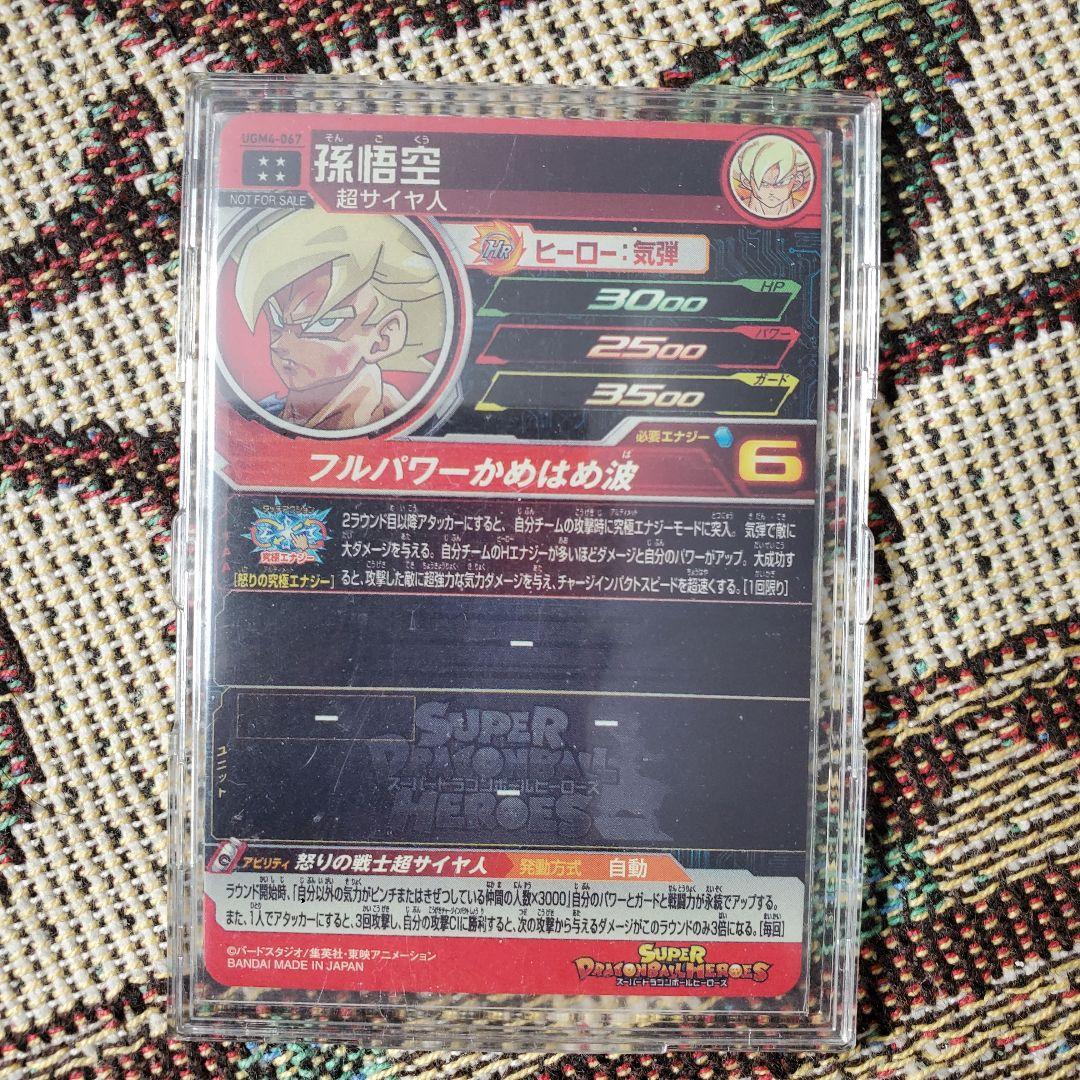 UGM4-067
そん ご くう
孫悟空
超サイヤ人
NOT FOR SALE
HR ヒーロー:気弾
HP
3000
パワー
2500
ガード
3500
必要エナジー 6
フルパワーかめはめ波
究極エナジー
[怒りの究極エナジー]
2ラウンド目以降アタッカーにすると、自分チームの攻撃時に究極エナジーモードに突入。気弾で敵に
大ダメージを与える。自分チームのHエナジーが多いほどダメージと自分のパワーがアップ。大成功す
ると、攻撃した敵に超強力な気力ダメージを与え、チャージインパクトスピードを超速くする。[1回限り]
-
ユニット
-
-
-
SUPER
DRAGONBALL
スーパードラゴンボールヒーローズ
HEROES
アビリティ 怒りの戦士超サイヤ人 発動方式 自動
ラウンド開始時、「自分以外の気力がピンチまたはきぜつしている仲間の人数×3000」自分のパワーとガードと戦闘力が永続でアップする。
また、1人でアタッカーにすると、3回攻撃し、自分の攻撃CIに勝利すると、次の攻撃から与えるダメージがこのラウンドのみ3倍になる。[毎回]
©バードスタジオ/集英社・東映アニメーション
BANDAI MADE IN JAPAN
SUPER
DRAGONBALL HEROES
スーパードラゴンボールヒーローズ